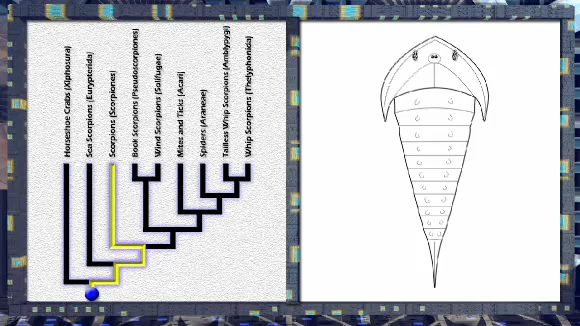 Horseshoe Crabs (Xiphosura)
Sea Scorpions (Eurypterida)
Scorpions (Scorpiones)
Book Scorpions (Pseudoscorpiones)
Wind Scorpions (Solifugae)
Mites and Ticks (Acari)
Spiders (Araneae)
Tailless Whip Scorpions (Amblypygi)
Whip Scorpions (Thelyphonida)